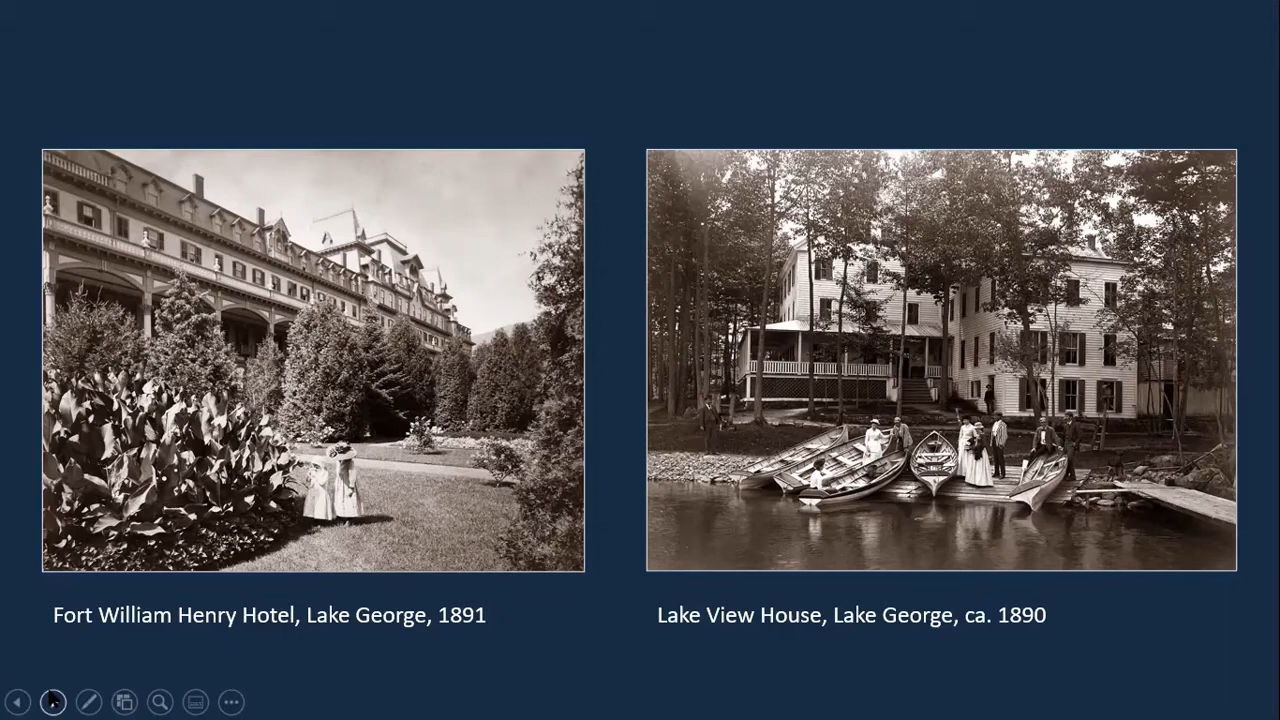 Fort William Henry Hotel, Lake George, 1891
Lake View House, Lake George, ca. 1890